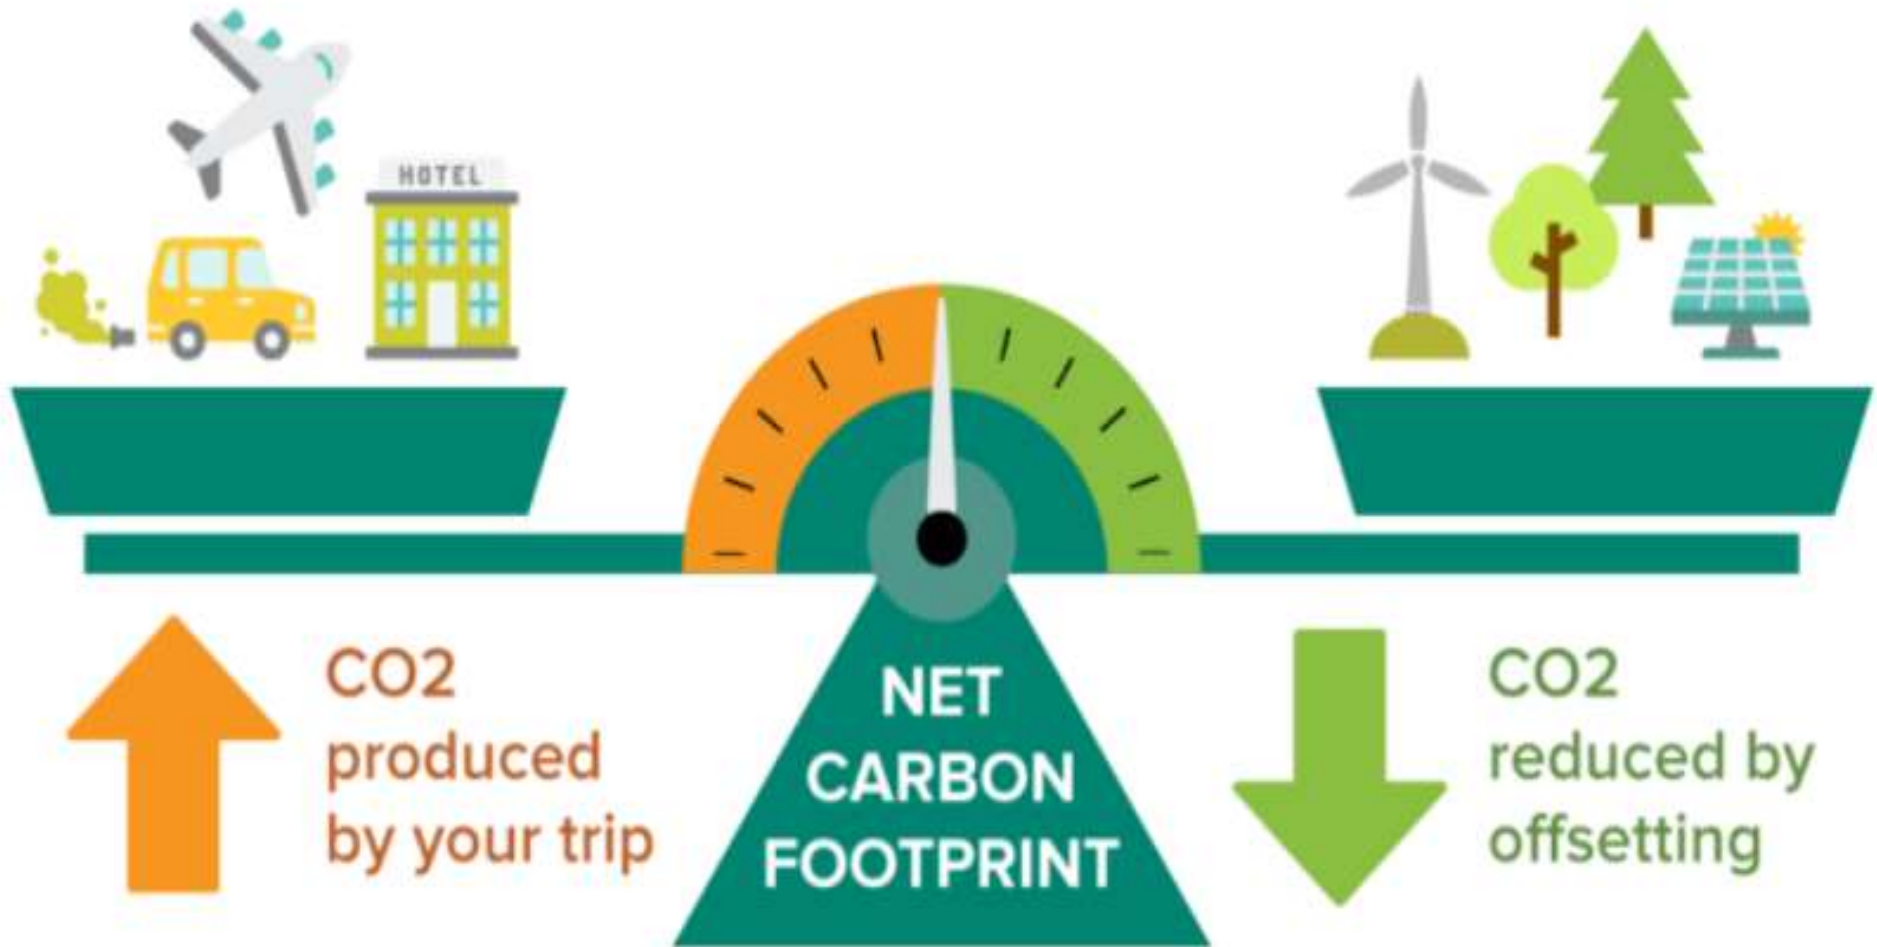 HOTEL
CO2
produced
by your trip
NET
CARBON
FOOTPRINT
CO2
reduced by
offsetting